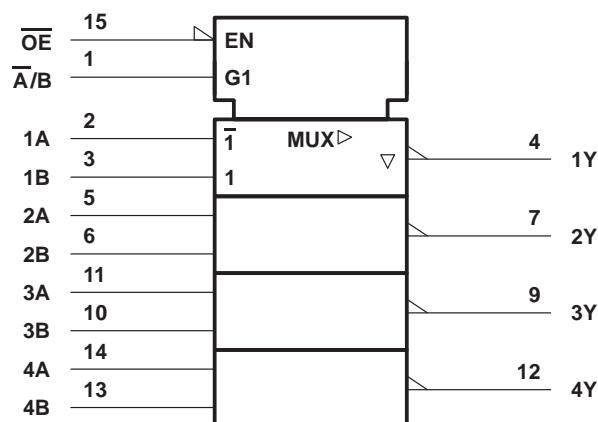 15
O̅E̅ EN
1
A̅/B G1
2
1A 1̅ MUX ▷ 4
3 ▽ 1Y
1B 1
5
2A 7
6 2Y
2B
11
3A 9
10 3Y
3B
14
4A 12
13 4Y
4B